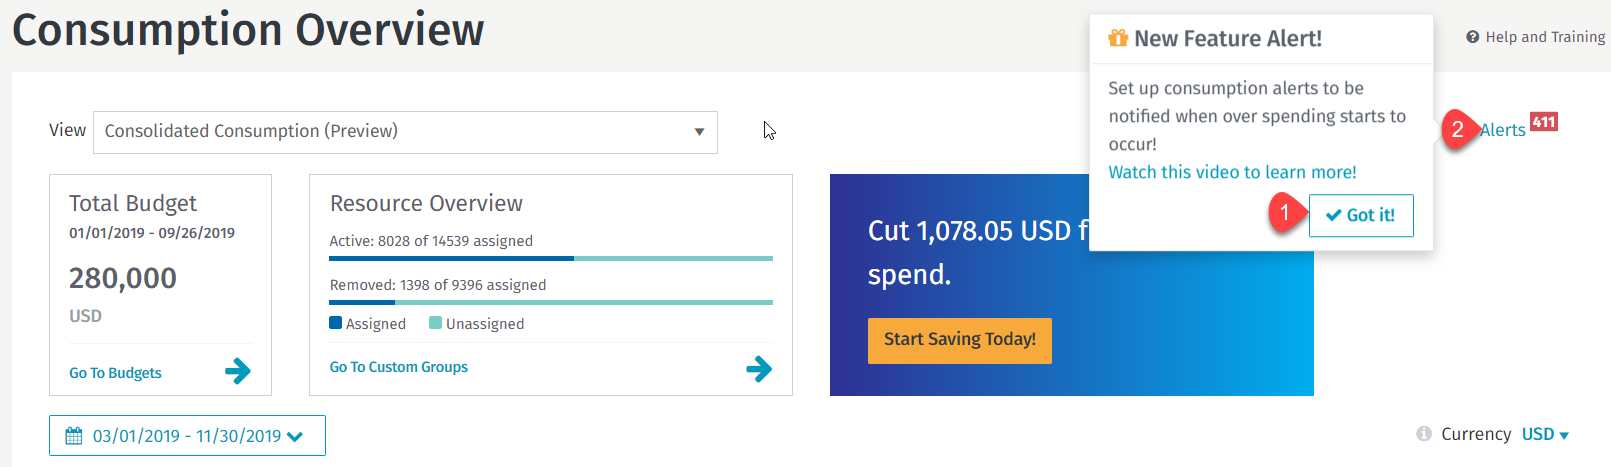 Consumption Overview
New Feature Alert!
Help and Training
Set up consumption alerts to be
notified when over spending starts to
occur!
Watch this video to learn more!
1
Got it!
2
Alerts
411
View
Consolidated Consumption (Preview)
Total Budget
01/01/2019 - 09/26/2019
280,000
USD
Go To Budgets
Resource Overview
Active: 8028 of 14539 assigned
Removed: 1398 of 9396 assigned
Assigned
Unassigned
Go To Custom Groups
Cut 1,078.05 USD f
spend.
Start Saving Today!
03/01/2019 - 11/30/2019
Currency
USD